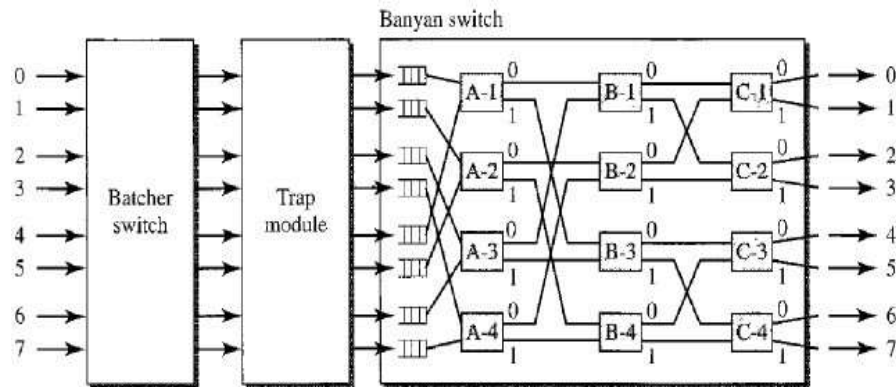 Banyan switch
0 0 0 0 0
A-1 B-1 C-1
1 1 1 1 1
0 0 0
2 2
A-2 B-2 C-2
3 Batcher Trap 1 1 1 3
switch module
4 0 0 0 4
A-3 B-3 C-3
5 1 1 1 5
0 0 0
6 6
A-4 B-4 C-4
7 1 1 1 7